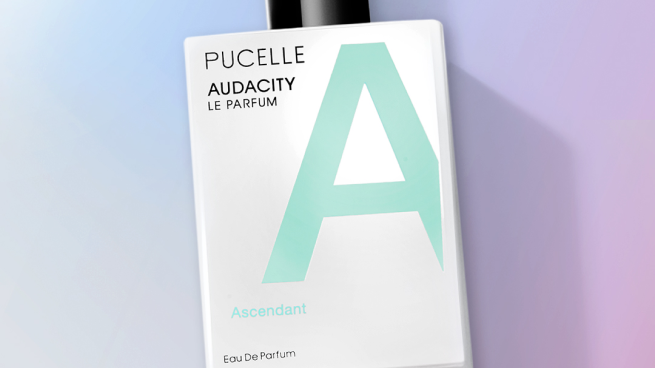 PUCELLE
AUDACITY
LE PARFUM
A
Ascendant
Eau De Parfum